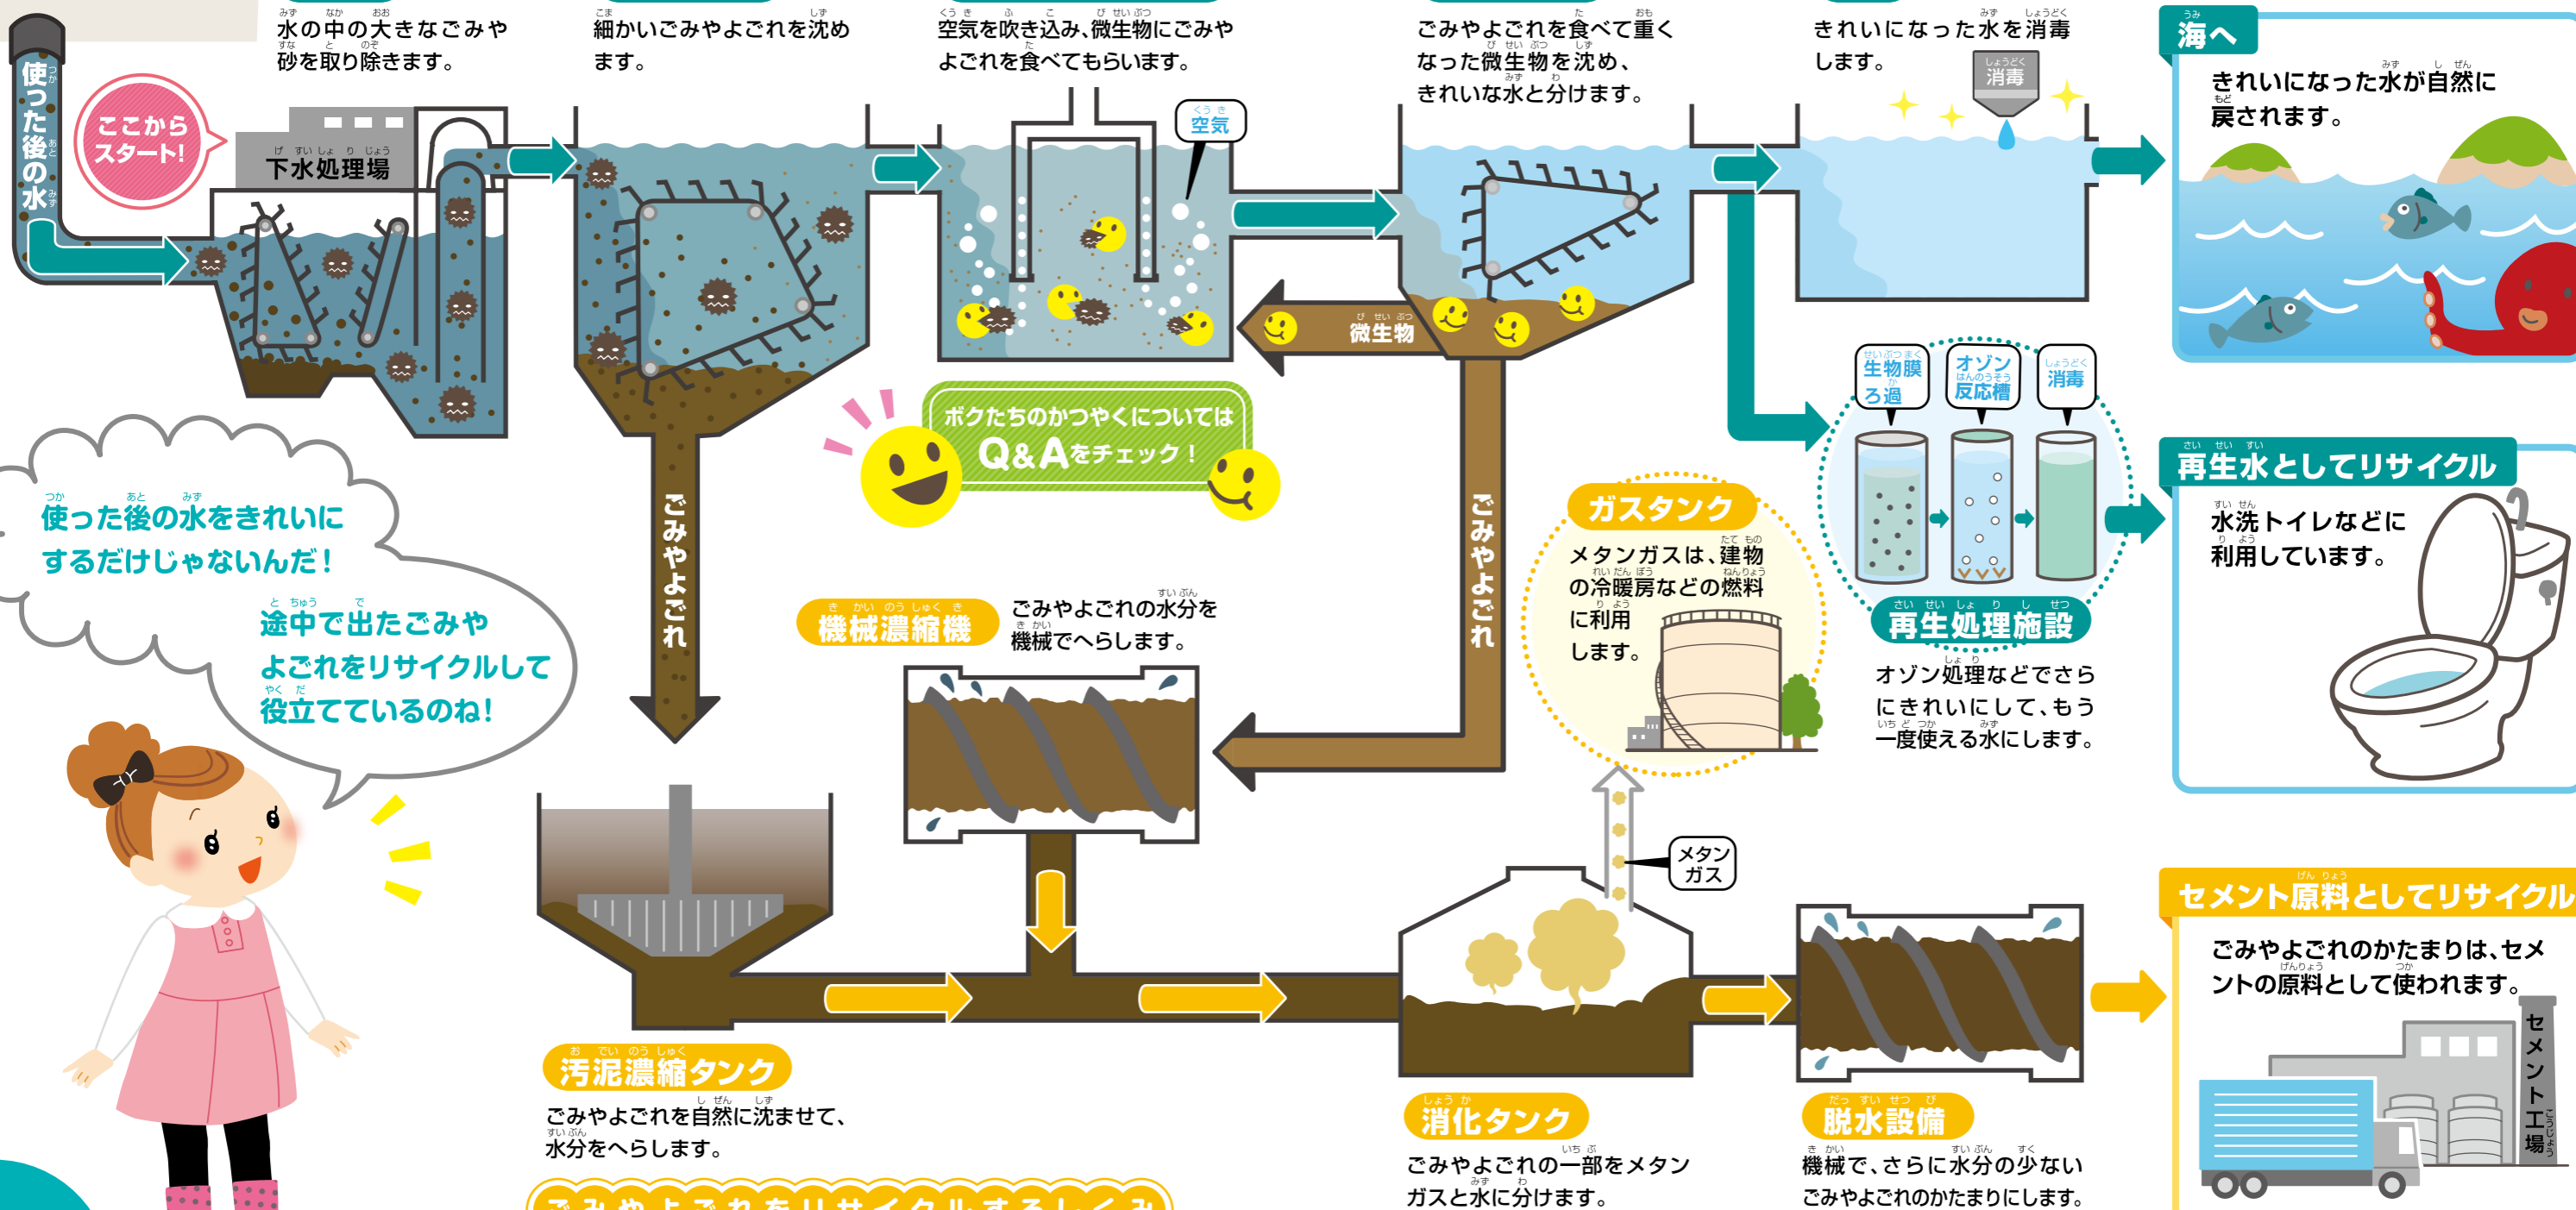 水の中の大きなごみや
砂を取り除きます。
細かいごみやよごれを沈め
ます。
空気を吹き込み、微生物にごみや
よごれを食べてもらいます。
ごみやよごれを食べて重く
なった微生物を沈め、
きれいな水と分けます。
きれいになった水を消毒
します。
海へ
きれいになった水が自然に
戻されます。
使った後の水
ここから
スタート!
下水処理場
空気
消毒
微生物
ボクたちのかつやくについては
Q&Aをチェック!
ごみやよごれ
ごみやよごれ
生物膜
ろ過
オゾン
反応槽
消毒
再生処理施設
オゾン処理などでさら
にきれいにして、もう
一度使える水にします。
再生水としてリサイクル
水洗トイレなどに
利用しています。
使った後の水をきれいに
するだけじゃないんだ!
途中で出たごみや
よごれをリサイクルして
役立てているのね!
機械濃縮機
ごみやよごれの水分を
機械でへらします。
ガスタンク
メタンガスは、建物
の冷暖房などの燃料
に利用
します。
メタン
ガス
汚泥濃縮タンク
ごみやよごれを自然に沈ませて、
水分をへらします。
消化タンク
ごみやよごれの一部をメタン
ガスと水に分けます。
脱水設備
機械で、さらに水分の少ない
ごみやよごれのかたまりにします。
セメント原料としてリサイクル
ごみやよごれのかたまりは、セメ
ントの原料として使われます。
セメント工場
ごみやよごれをリサイクルするしくみ